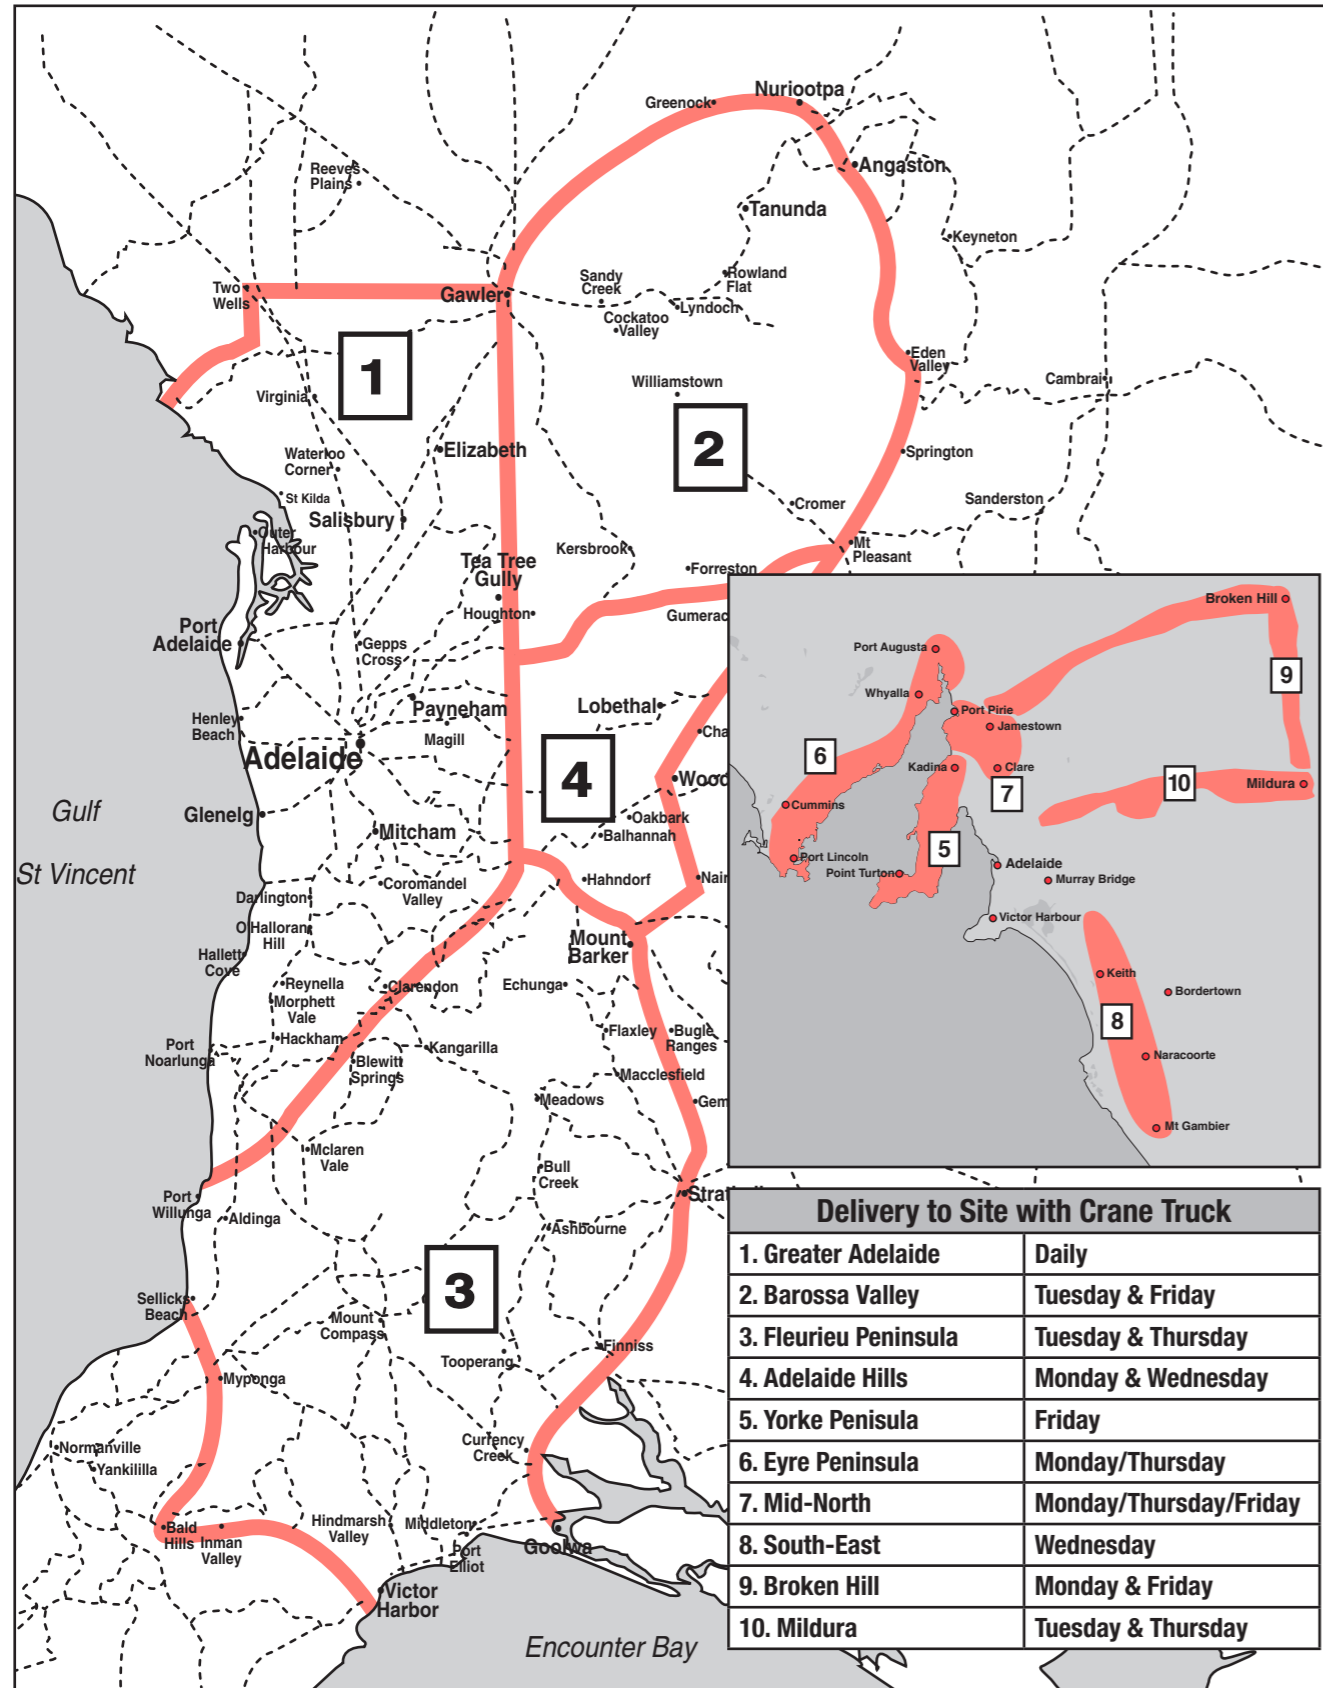 Nuriootpa
Greenock
Angaston
Reeves
Plains
Tanunda
Keyneton
Rowland
Flat
Sandy
Creek
Two
Wells
Gawler
Lyndoch
Cockatoo
Valley
1
Eden
Valley
Williamstown
Cambrai
Virginia
2
Elizabeth
Springton
Waterloo
Corner
St Kilda
Sanderston
Cromer
Salisbury
Outer
Harbour
Kersbrook
Mt
Pleasant
Tea Tree
Gully
Forreston
Houghton
Gumerac
Port
Adelaide
Gepps
Cross
Payneham
Lobethal
Henley
Beach
Magill
Cha
Adelaide
4
Wood
Gulf
St Vincent
Glenelg
Mitcham
Oakbark
Balhannah
Coromandel
Valley
Hahndorf
Nair
Darlington
O'Halloran
Hill
Mount
Barker
Hallett
Cove
Reynella
Clarendon
Echunga
Morphett
Vale
Flaxley
Bugle
Ranges
Hackham
Port
Noarlunga
Kangarilla
Blewitt
Springs
Macclesfield
Meadows
Gem
Mclaren
Vale
Bull
Creek
Port
Willunga
Strat
Aldinga
Ashbourne
3
Sellicks
Beach
Mount
Compass
Finniss
Tooperang
Myponga
Currency
Creek
Normanville
Yankililla
Bald
Hills
Inman
Valley
Hindmarsh
Valley
Middleton
Port
Elliot
Goolwa
Victor
Harbor
Encounter Bay
Broken Hill
Port Augusta
9
Whyalla
Port Pirie
Jamestown
6
Kadina
Clare
10
Mildura
7
Cummins
5
Port Lincoln
Point Turton
Adelaide
Murray Bridge
Victor Harbour
Keith
Bordertown
8
Naracoorte
Mt Gambier
Delivery to Site with Crane Truck
1. Greater Adelaide Daily
2. Barossa Valley Tuesday & Friday
3. Fleurieu Peninsula Tuesday & Thursday
4. Adelaide Hills Monday & Wednesday
5. Yorke Penisula Friday
6. Eyre Peninsula Monday/Thursday
7. Mid-North Monday/Thursday/Friday
8. South-East Wednesday
9. Broken Hill Monday & Friday
10. Mildura Tuesday & Thursday